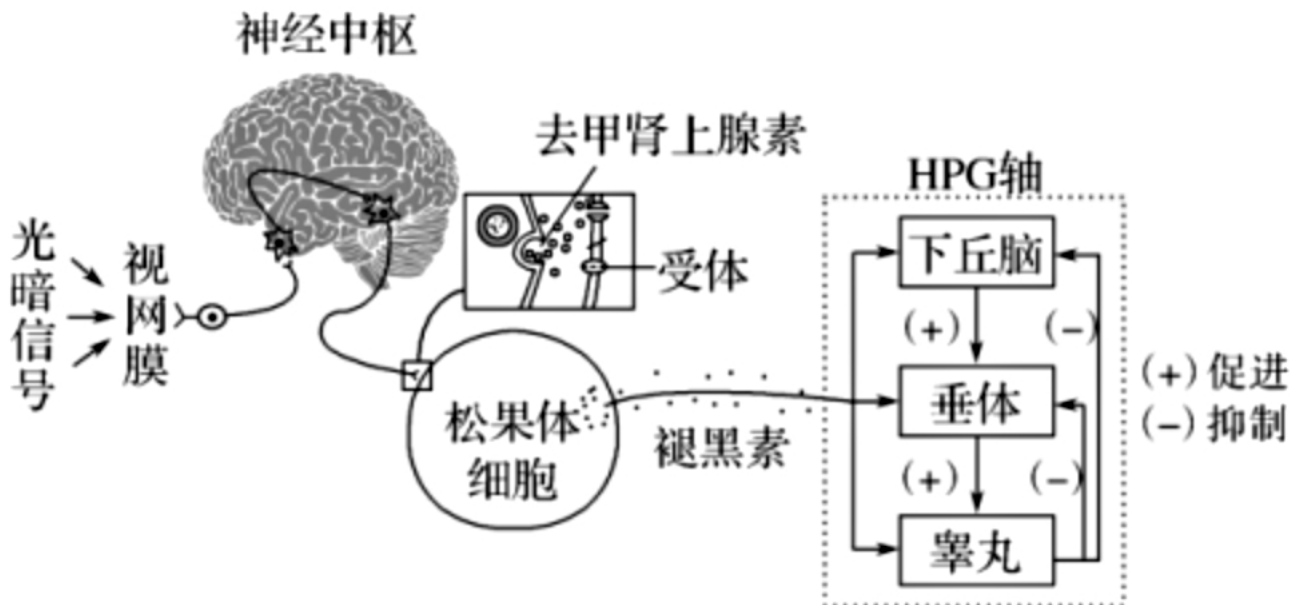 神经中枢
去甲肾上腺素
HPG轴
光暗信号
视网膜
受体
下丘脑
(+)
(-)
垂体
(+)促进
(-)抑制
松果体
细胞
褪黑素
(+)
(-)
睾丸